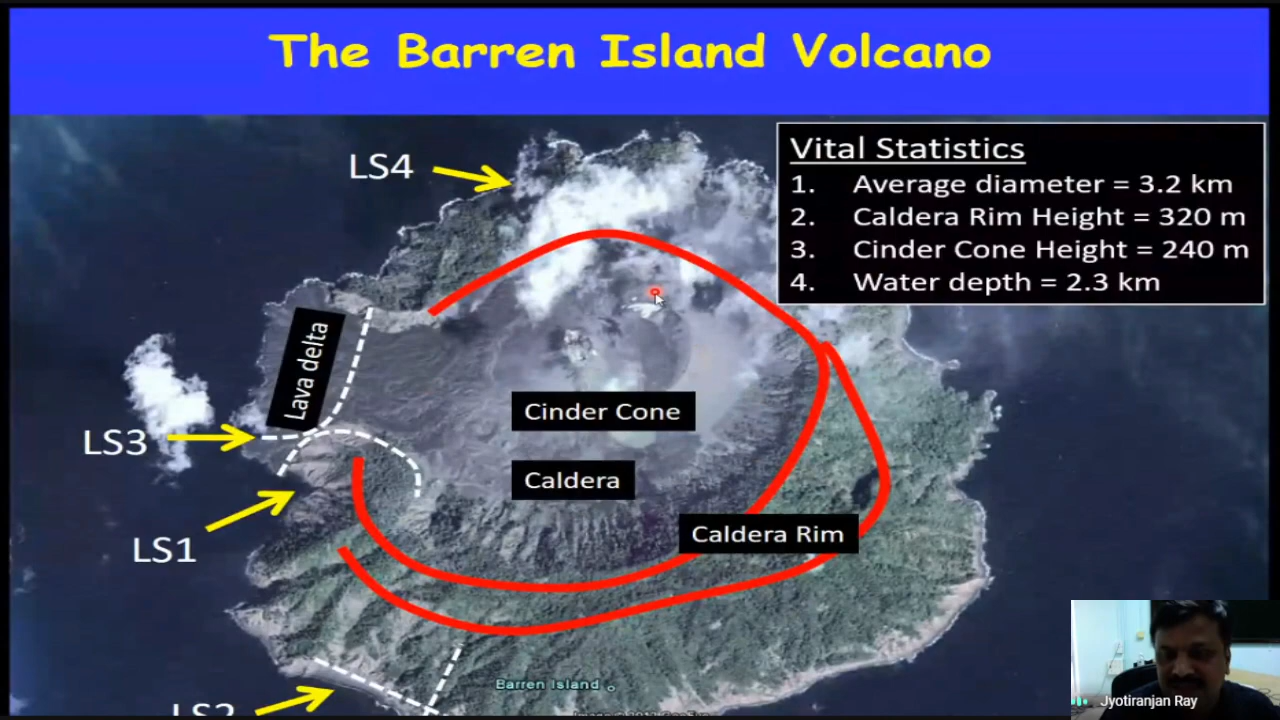 The Barren Island Volcano
Vital Statistics
1. Average diameter = 3.2 km
2. Caldera Rim Height = 320 m
3. Cinder Cone Height = 240 m
4. Water depth = 2.3 km
LS4
Lava delta
Cinder Cone
LS3
Caldera
Caldera Rim
LS1
Barren Island
LS2
Jyotiranjan Ray